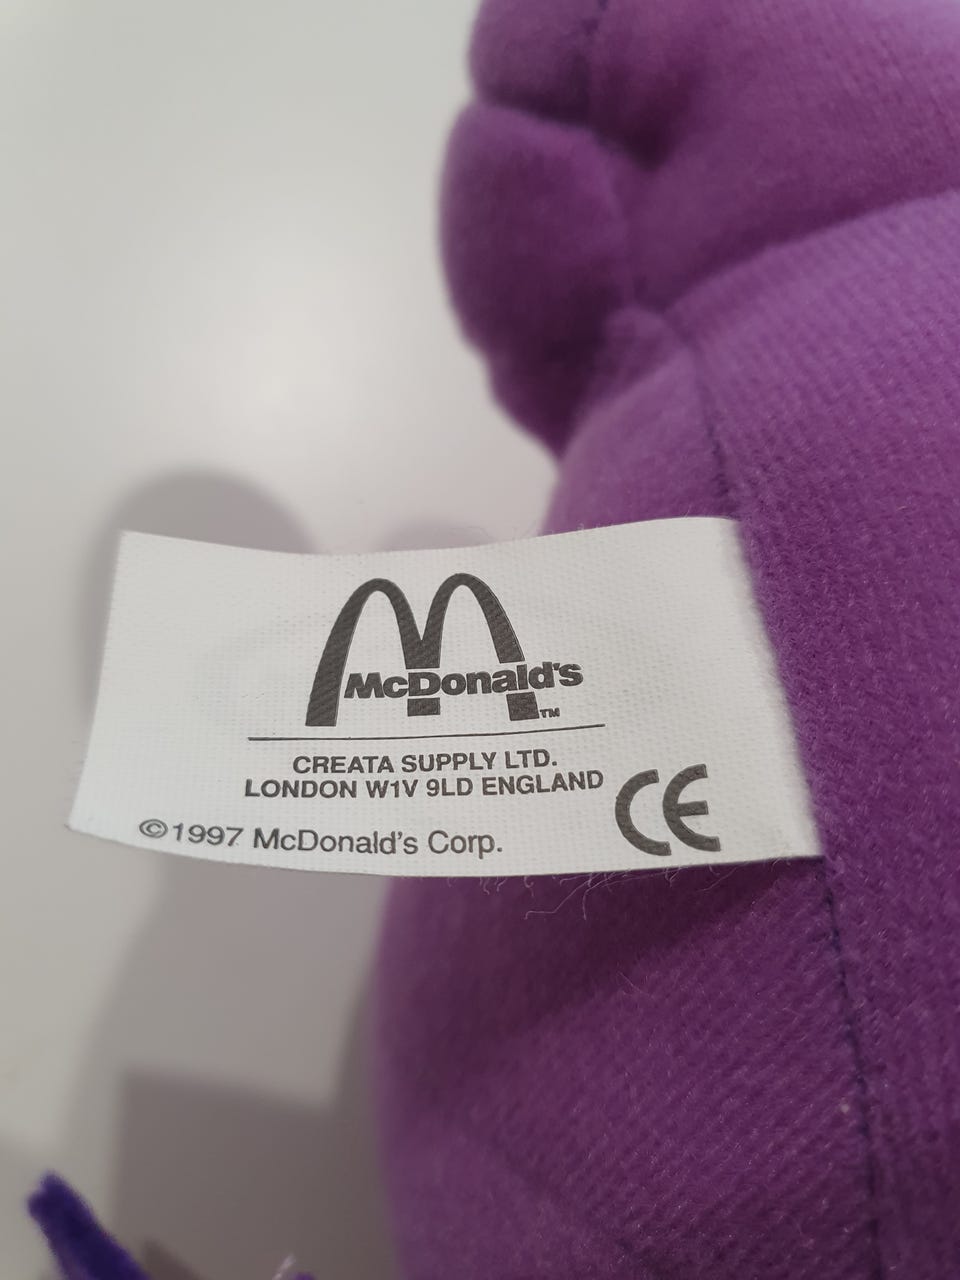 McDonald's
TM
CREATA SUPPLY LTD.
LONDON W1V 9LD ENGLAND
©1997 McDonald's Corp.
CE